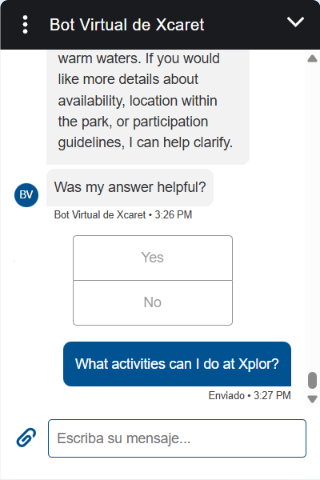 Bot Virtual de Xcaret
warm waters. If you would
like more details about
availability, location within
the park, or participation
guidelines, I can help clarify.
Was my answer helpful?
BV
Bot Virtual de Xcaret • 3:26 PM
Yes
No
What activities can I do at Xplor?
Enviado • 3:27 PM
Escriba su mensaje...